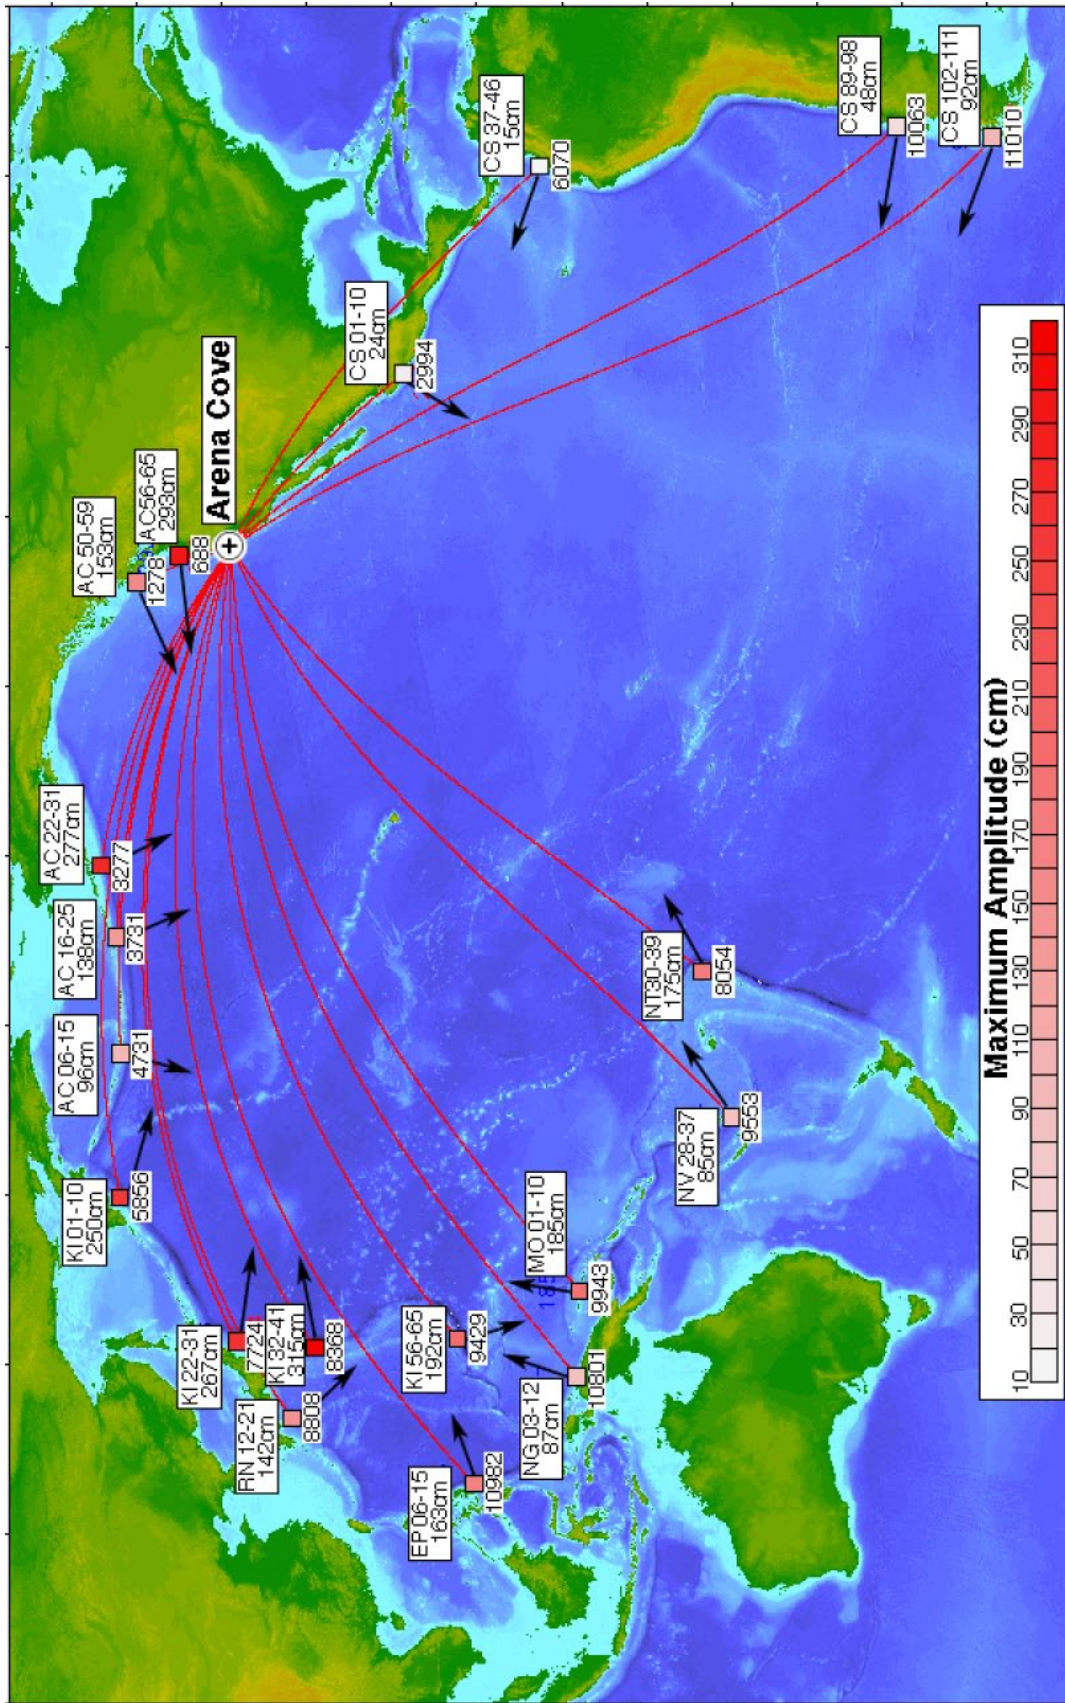 AC 50-59
153cm
1278
AC56-65
293cm
688
Arena Cove
CS 01-10
24cm
2994
CS 37-46
15cm
6070
CS 89-98
48cm
10063
CS 102-111
92cm
11010
AC 22-31
277cm
3277
AC 16-25
138cm
3731
AC 06-15
96cm
4731
KI 01-10
250cm
5856
KI 22-31
267cm
7724
KI 32-41
315cm
8368
RN 12-21
142cm
8808
KI 56-65
192cm
9429
EP 06-15
163cm
10982
NG 03-12
87cm
10801
MO 01-10
185cm
9943
NV 28-37
85cm
9553
NT30-39
175cm
8054
Maximum Amplitude (cm)
10 30 50 70 90 110 130 150 170 190 210 230 250 270 290 310